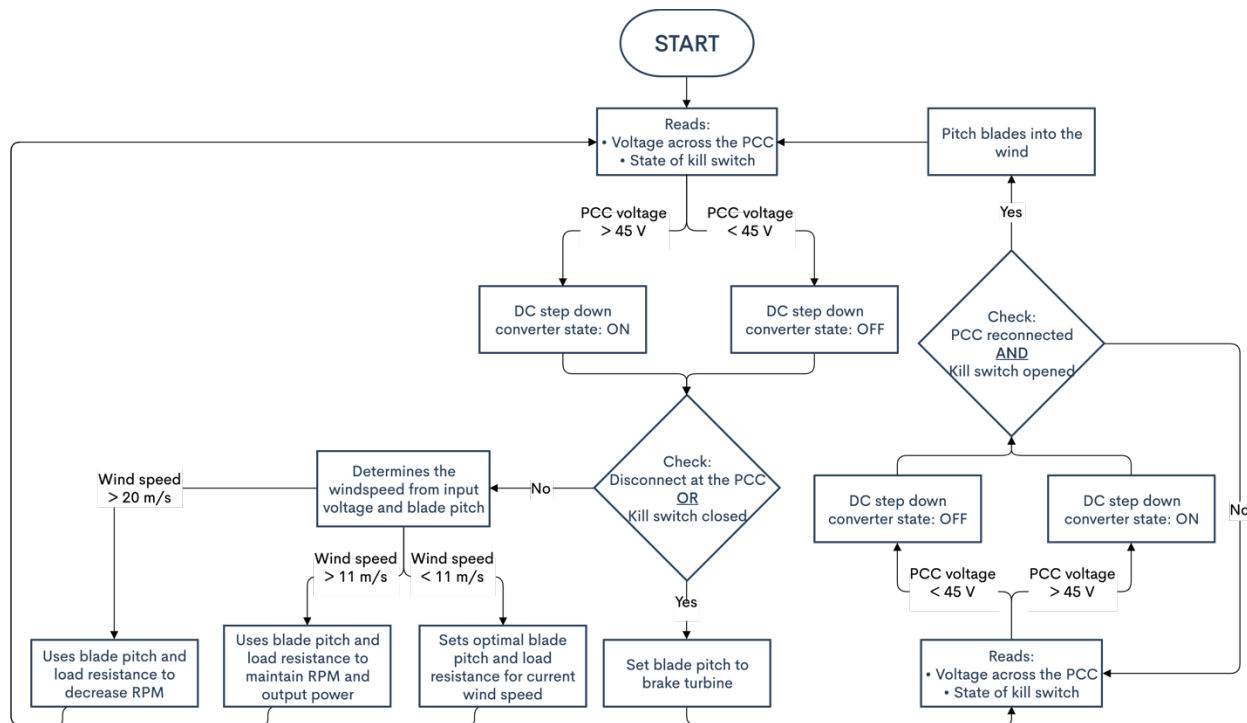 START
Reads:
• Voltage across the PCC
• State of kill switch
Pitch blades into the
wind
Yes
PCC voltage
> 45 V
PCC voltage
< 45 V
DC step down
converter state: ON
DC step down
converter state: OFF
Check:
PCC reconnected
AND
Kill switch opened
No
Check:
Disconnect at the PCC
OR
Kill switch closed
No
Determines the
windspeed from input
voltage and blade pitch
Wind speed
> 20 m/s
Wind speed
> 11 m/s
Wind speed
< 11 m/s
Yes
DC step down
converter state: OFF
DC step down
converter state: ON
PCC voltage
< 45 V
PCC voltage
> 45 V
Uses blade pitch and
load resistance to
decrease RPM
Uses blade pitch and
load resistance to
maintain RPM and
output power
Sets optimal blade
pitch and load
resistance for current
wind speed
Set blade pitch to
brake turbine
Reads:
• Voltage across the PCC
• State of kill switch